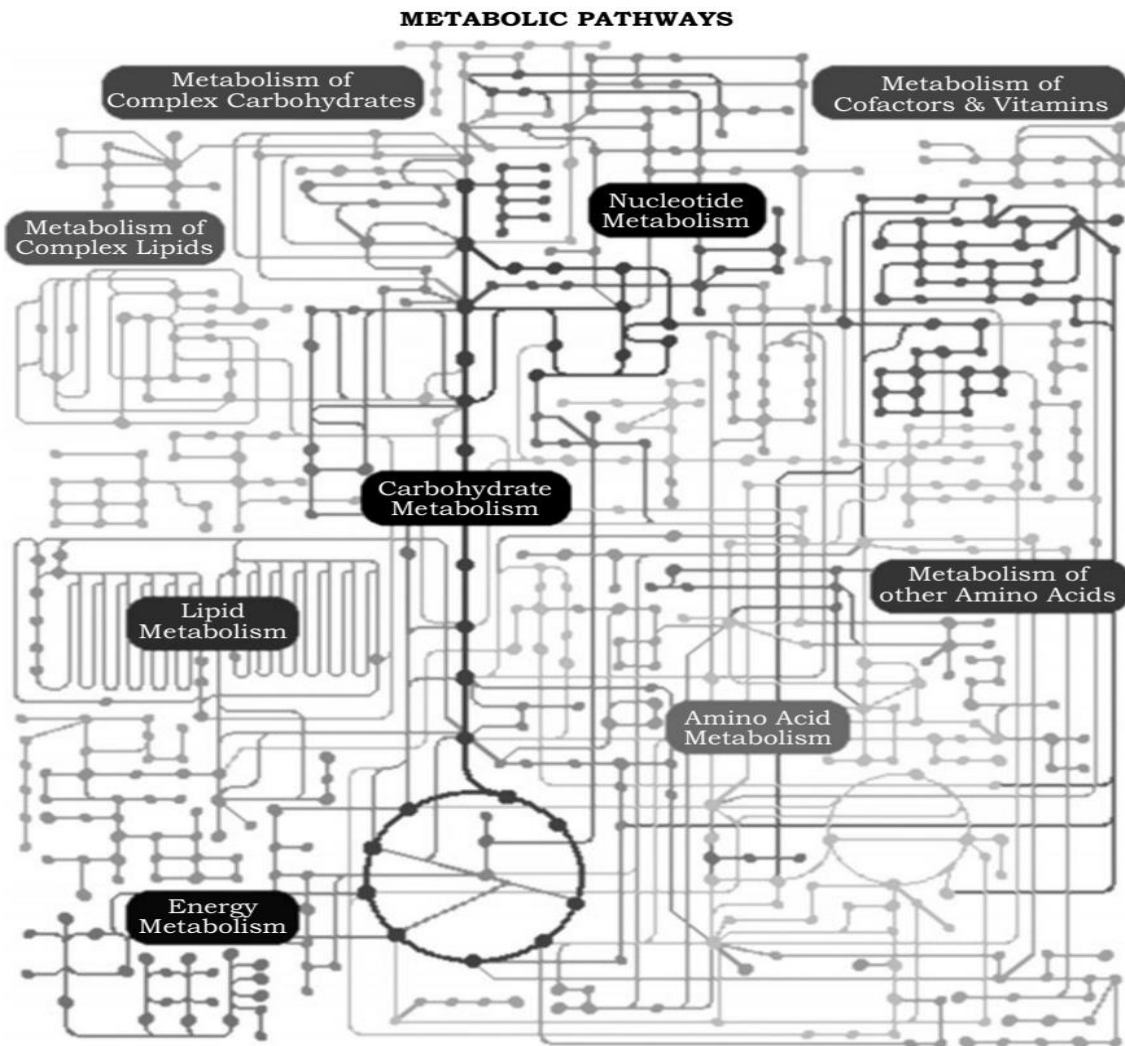 METABOLIC PATHWAYS
Metabolism of
Complex Carbohydrates
Metabolism of
Cofactors & Vitamins
Nucleotide
Metabolism
Metabolism of
Complex Lipids
Carbohydrate
Metabolism
Metabolism of
other Amino Acids
Lipid
Metabolism
Amino Acid
Metabolism
Energy
Metabolism